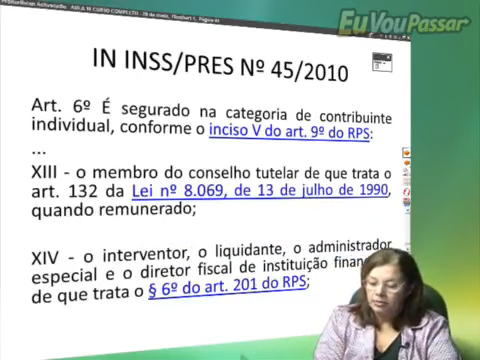 EuVouPassar
IN INSS/PRES Nº 45/2010
Art. 6º É segurado na categoria de contribuinte
individual, conforme o inciso V do art. 9º do RPS:
...
XIII - o membro do conselho tutelar de que trata o
art. 132 da Lei nº 8.069, de 13 de julho de 1990,
quando remunerado;
XIV - o interventor, o liquidante, o administrador
especial e o diretor fiscal de instituição
de que trata o § 6º do art. 201 do RPS;